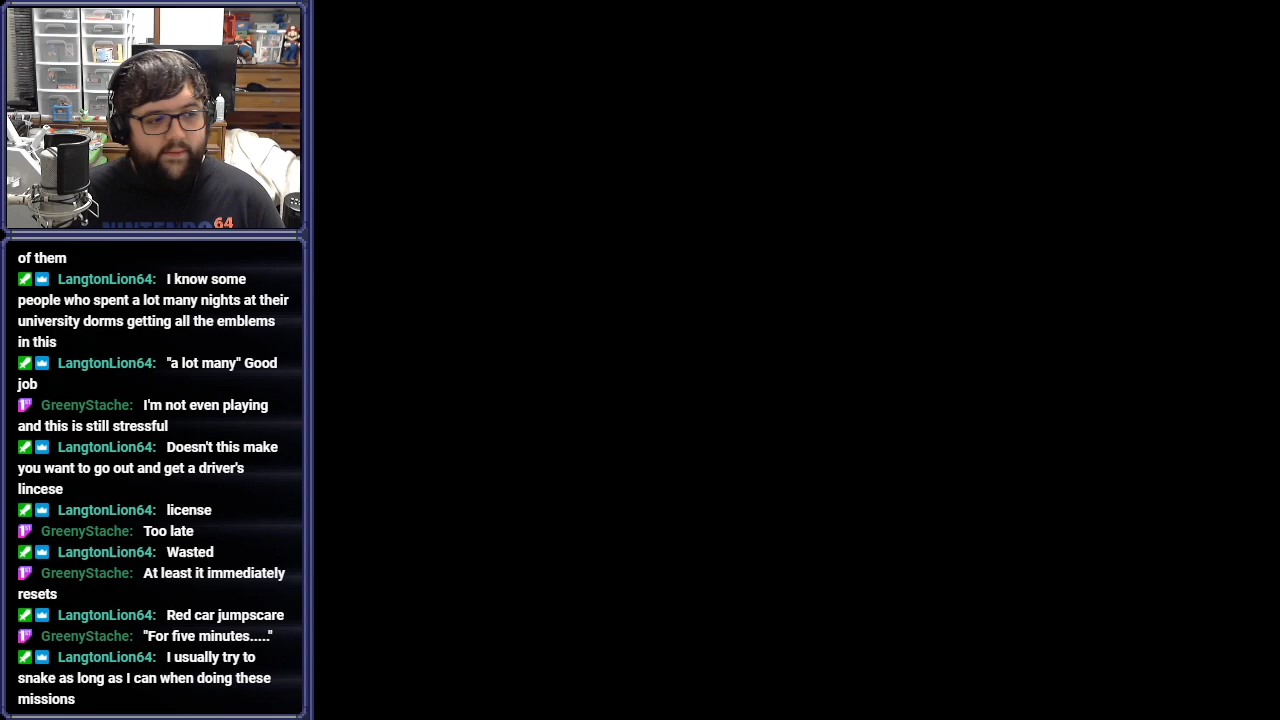 NINTENDO 64
of them
LangtonLion64: I know some
people who spent a lot many nights at their
university dorms getting all the emblems
in this
LangtonLion64: "a lot many" Good
job
GreenyStache: I'm not even playing
and this is still stressful
LangtonLion64: Doesn't this make
you want to go out and get a driver's
lincese
LangtonLion64: license
GreenyStache: Too late
LangtonLion64: Wasted
GreenyStache: At least it immediately
resets
LangtonLion64: Red car jumpscare
GreenyStache: "For five minutes....."
LangtonLion64: I usually try to
snake as long as I can when doing these
missions